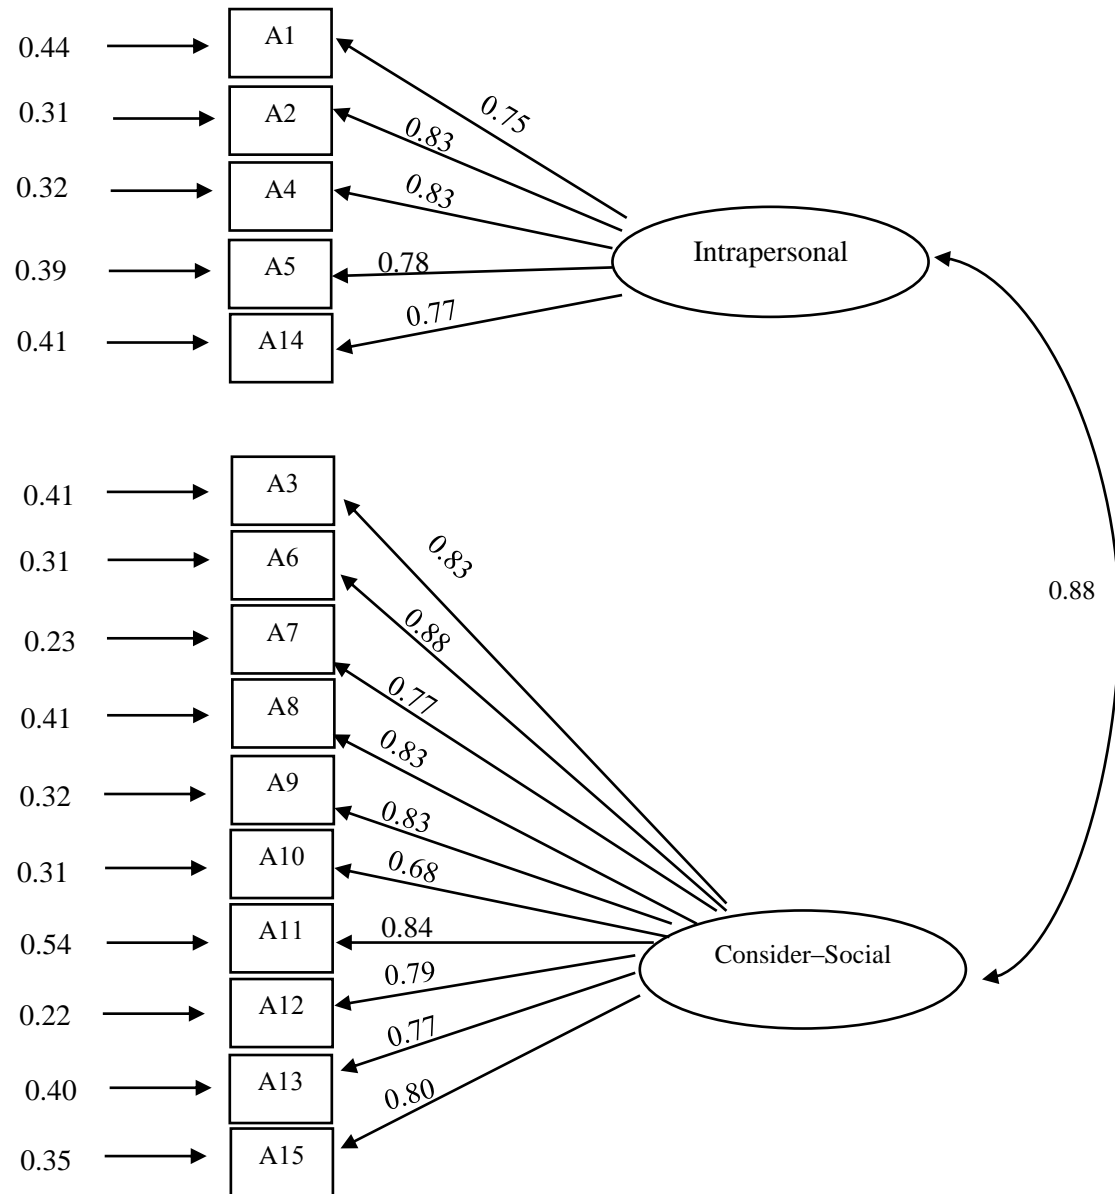 0.44 A1
0.75
0.31 A2
0.83
0.32 A4
0.83
Intrapersonal
0.39 A5 0.78
0.41 A14 0.77
0.41 A3
0.83
0.31 A6
0.88
0.88
0.23 A7
0.77
0.41 A8
0.83
0.32 A9
0.83
0.31 A10 0.68
0.54 A11 0.84
Consider–Social
0.79
0.22 A12
0.77
0.40 A13
0.80
0.35 A15